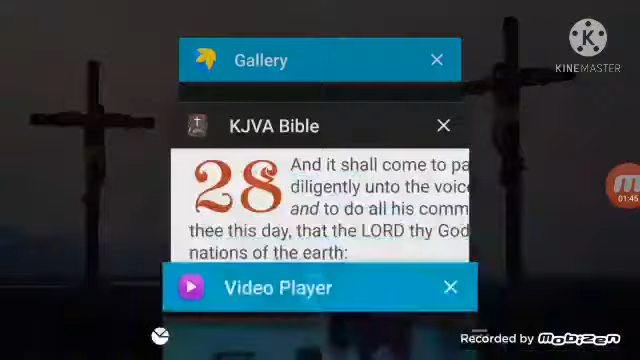 Gallery
KINEMASTER
KJVA Bible
28 And it shall come to pa
diligently unto the voice
and to do all his comm
01:45
thee this day, that the LORD thy God
nations of the earth:
Video Player
Recorded by MOBIZEN